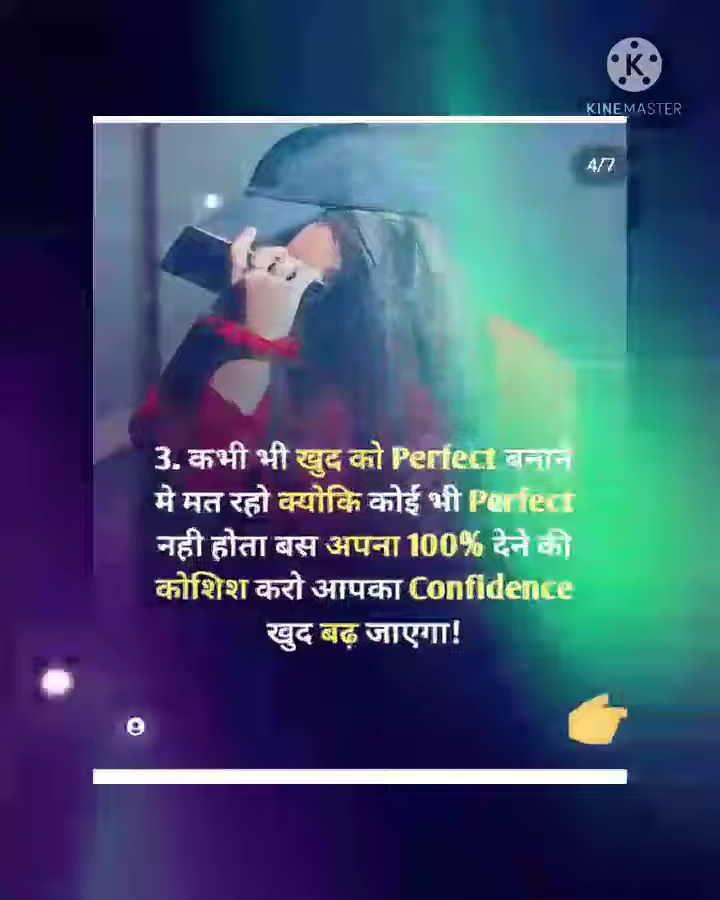 KINEMASTER
4/7
3. कभी भी खुद को Perfect बनाने
मे मत रहो क्योकि कोई भी Perfect
नही होता बस अपना 100% देने की
कोशिश करो आपका Confidence
खुद बढ़ जाएगा!